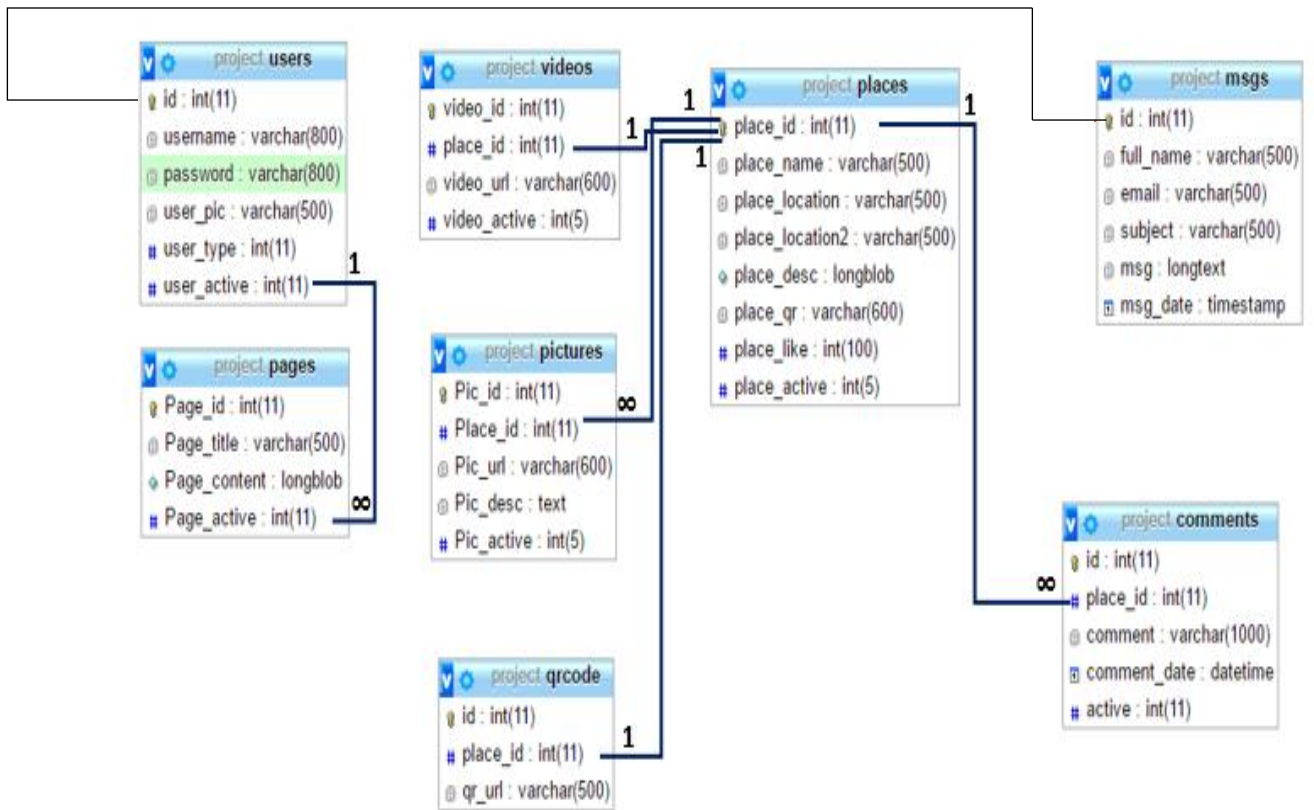 project users
id : int(11)
username : varchar(800)
password : varchar(800)
user_pic : varchar(500)
user_type : int(11)
user_active : int(11)
1
project pages
Page_id : int(11)
Page_title : varchar(500)
Page_content : longblob
Page_active : int(11)
∞
project videos
video_id : int(11)
place_id : int(11)
video_url : varchar(600)
video_active : int(5)
1
1
1
project pictures
Pic_id : int(11)
Place_id : int(11)
Pic_url : varchar(600)
Pic_desc : text
Pic_active : int(5)
∞
project qrcode
id : int(11)
place_id : int(11)
qr_url : varchar(500)
1
project places
place_id : int(11)
place_name : varchar(500)
place_location : varchar(500)
place_location2 : varchar(500)
place_desc : longblob
place_qr : varchar(600)
place_like : int(100)
place_active : int(5)
1
project msgs
id : int(11)
full_name : varchar(500)
email : varchar(500)
subject : varchar(500)
msg : longtext
msg_date : timestamp
project comments
id : int(11)
place_id : int(11)
comment : varchar(1000)
comment_date : datetime
active : int(11)
∞